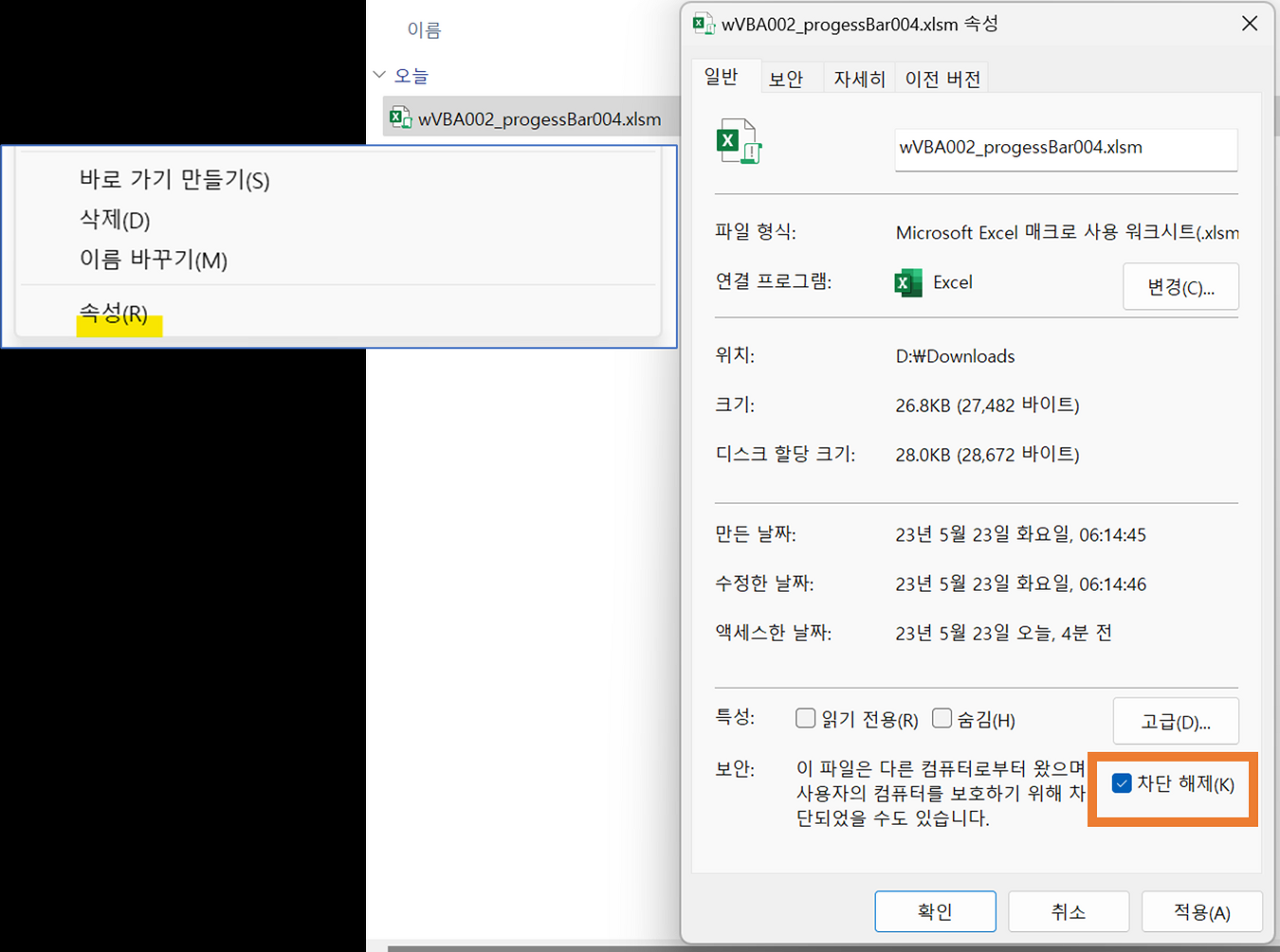 이름
오늘
wVBA002_progessBar004.xlsm
바로 가기 만들기(S)
삭제(D)
이름 바꾸기(M)
속성(R)
wVBA002_progessBar004.xlsm 속성
일반 보안 자세히 이전 버전
wVBA002_progessBar004.xlsm
파일 형식: Microsoft Excel 매크로 사용 워크시트(.xlsm
연결 프로그램: Excel 변경(C)...
위치: D:₩Downloads
크기: 26.8KB (27,482 바이트)
디스크 할당 크기: 28.0KB (28,672 바이트)
만든 날짜: 23년 5월 23일 화요일, 06:14:45
수정한 날짜: 23년 5월 23일 화요일, 06:14:46
액세스한 날짜: 23년 5월 23일 오늘, 4분 전
특성: 읽기 전용(R) 숨김(H) 고급(D)...
보안: 이 파일은 다른 컴퓨터로부터 왔으며 차단 해제(K)
사용자의 컴퓨터를 보호하기 위해 차
단되었을 수도 있습니다.
확인 취소 적용(A)